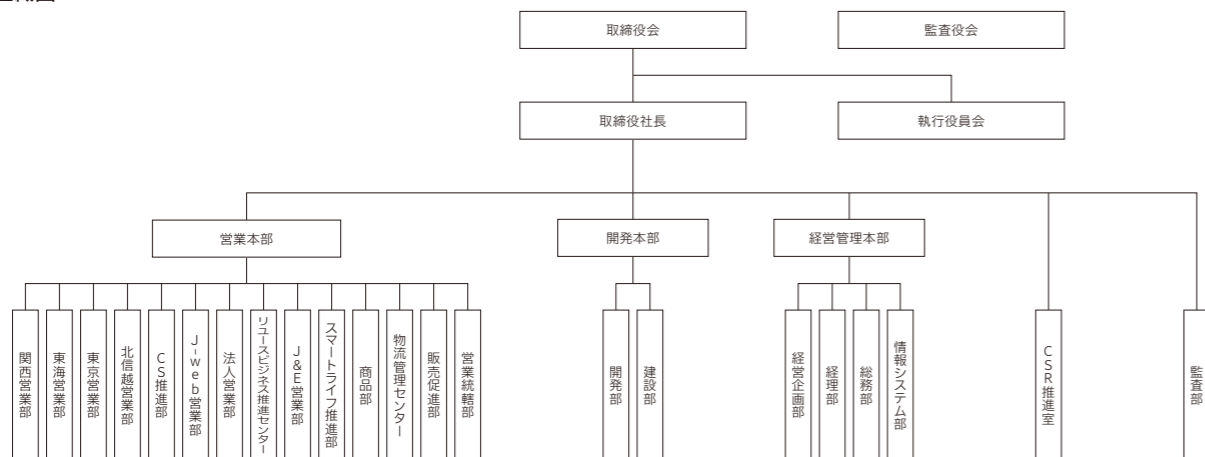 取締役会
監査役会
取締役社長
執行役員会
営業本部
開発本部
経営管理本部
関西営業部
東海営業部
東京営業部
北信越営業部
CS推進部
J-web営業部
法人営業部
リユースビジネス推進センター
J&E営業部
スマートライフ推進部
商品部
物流管理センター
販売促進部
営業統轄部
開発部
建設部
経営企画部
経理部
総務部
情報システム部
CSR推進室
監査部